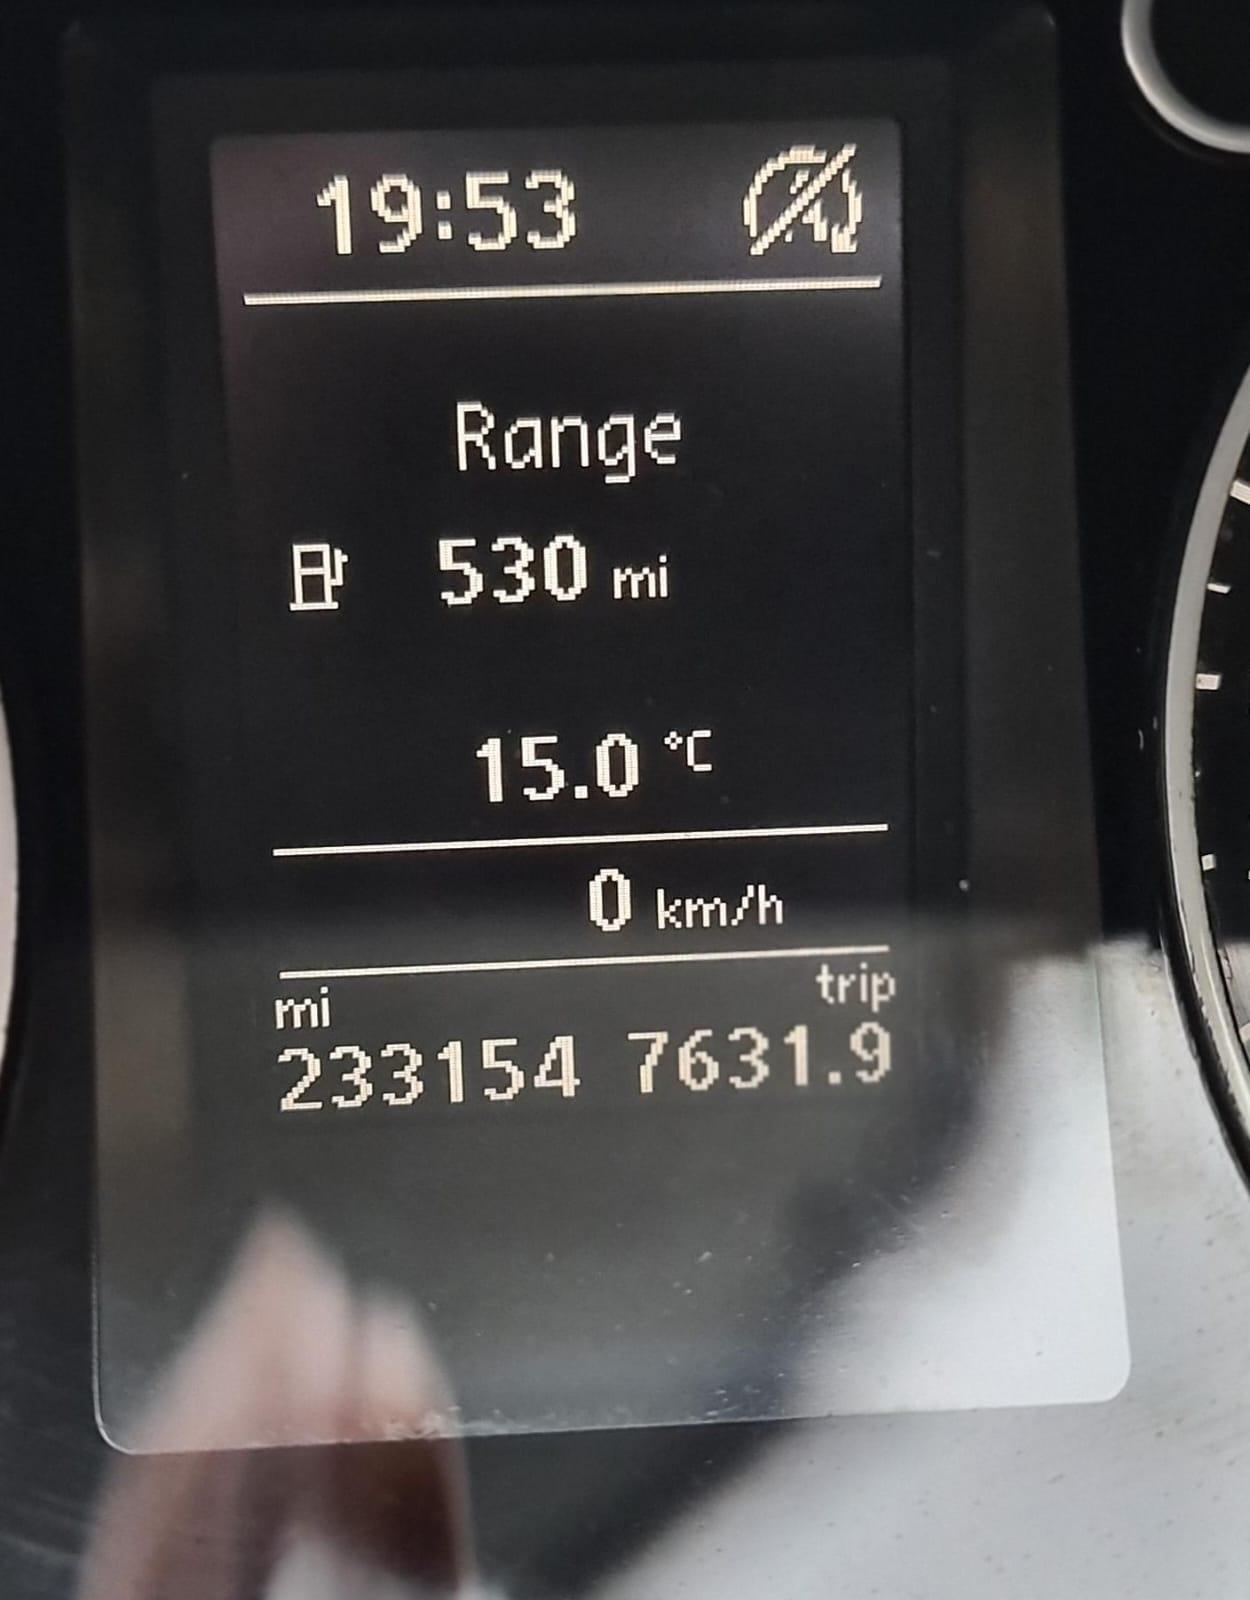 19:53
Range
530 mi
15.0 °C
0 km/h
mi trip
233154 7631.9